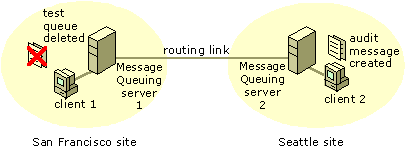 test
queue
deleted
routing link
audit
message
created
Message
Queuing
server
1
client 1
Message
Queuing
server
2
client 2
San Francisco site
Seattle site